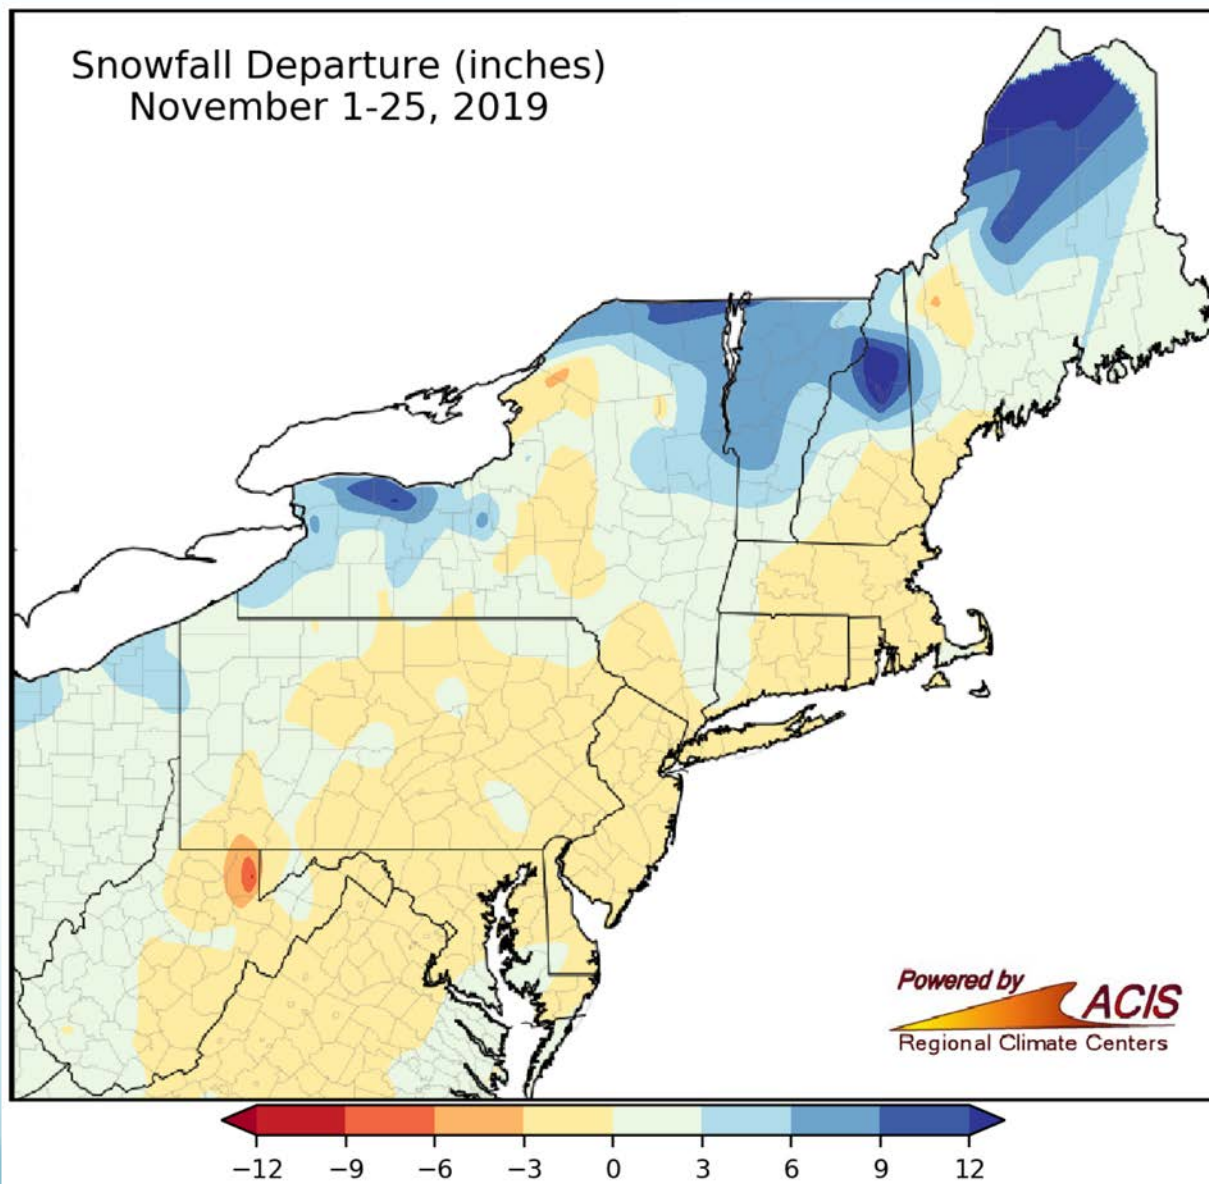 Snowfall Departure (inches)
November 1-25, 2019
Powered by
ACIS
Regional Climate Centers
−12 −9 −6 −3 0 3 6 9 12